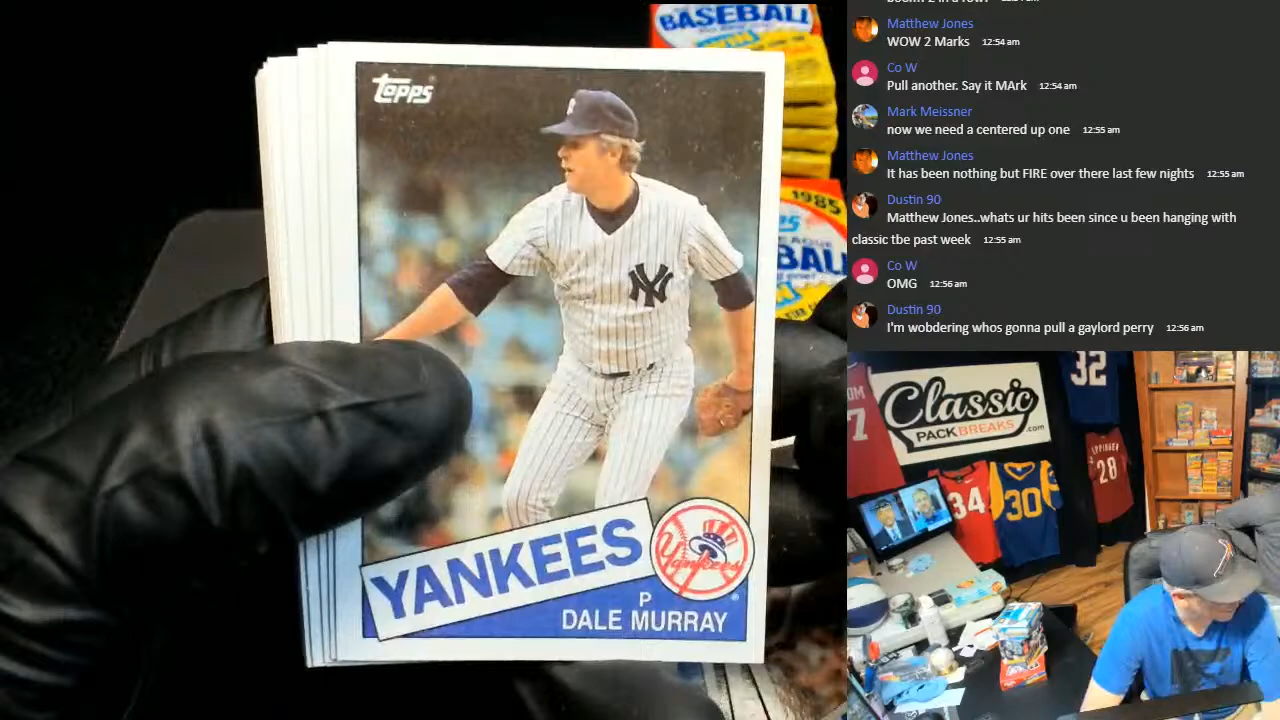 topps
NY
YANKEES
Yankees
P
DALE MURRAY
BASEBALL
1985
Matthew Jones
WOW 2 Marks 12:54 am
Co W
Pull another. Say it MArk 12:54 am
Mark Meissner
now we need a centered up one 12:55 am
Matthew Jones
It has been nothing but FIRE over there last few nights 12:55 am
Dustin 90
Matthew Jones..whats ur hits been since u been hanging with
classic tbe past week 12:55 am
Co W
OMG 12:56 am
Dustin 90
I'm wobdering whos gonna pull a gaylord perry 12:56 am
Classic
PACKBREAKS.com
32
7
34
30
28